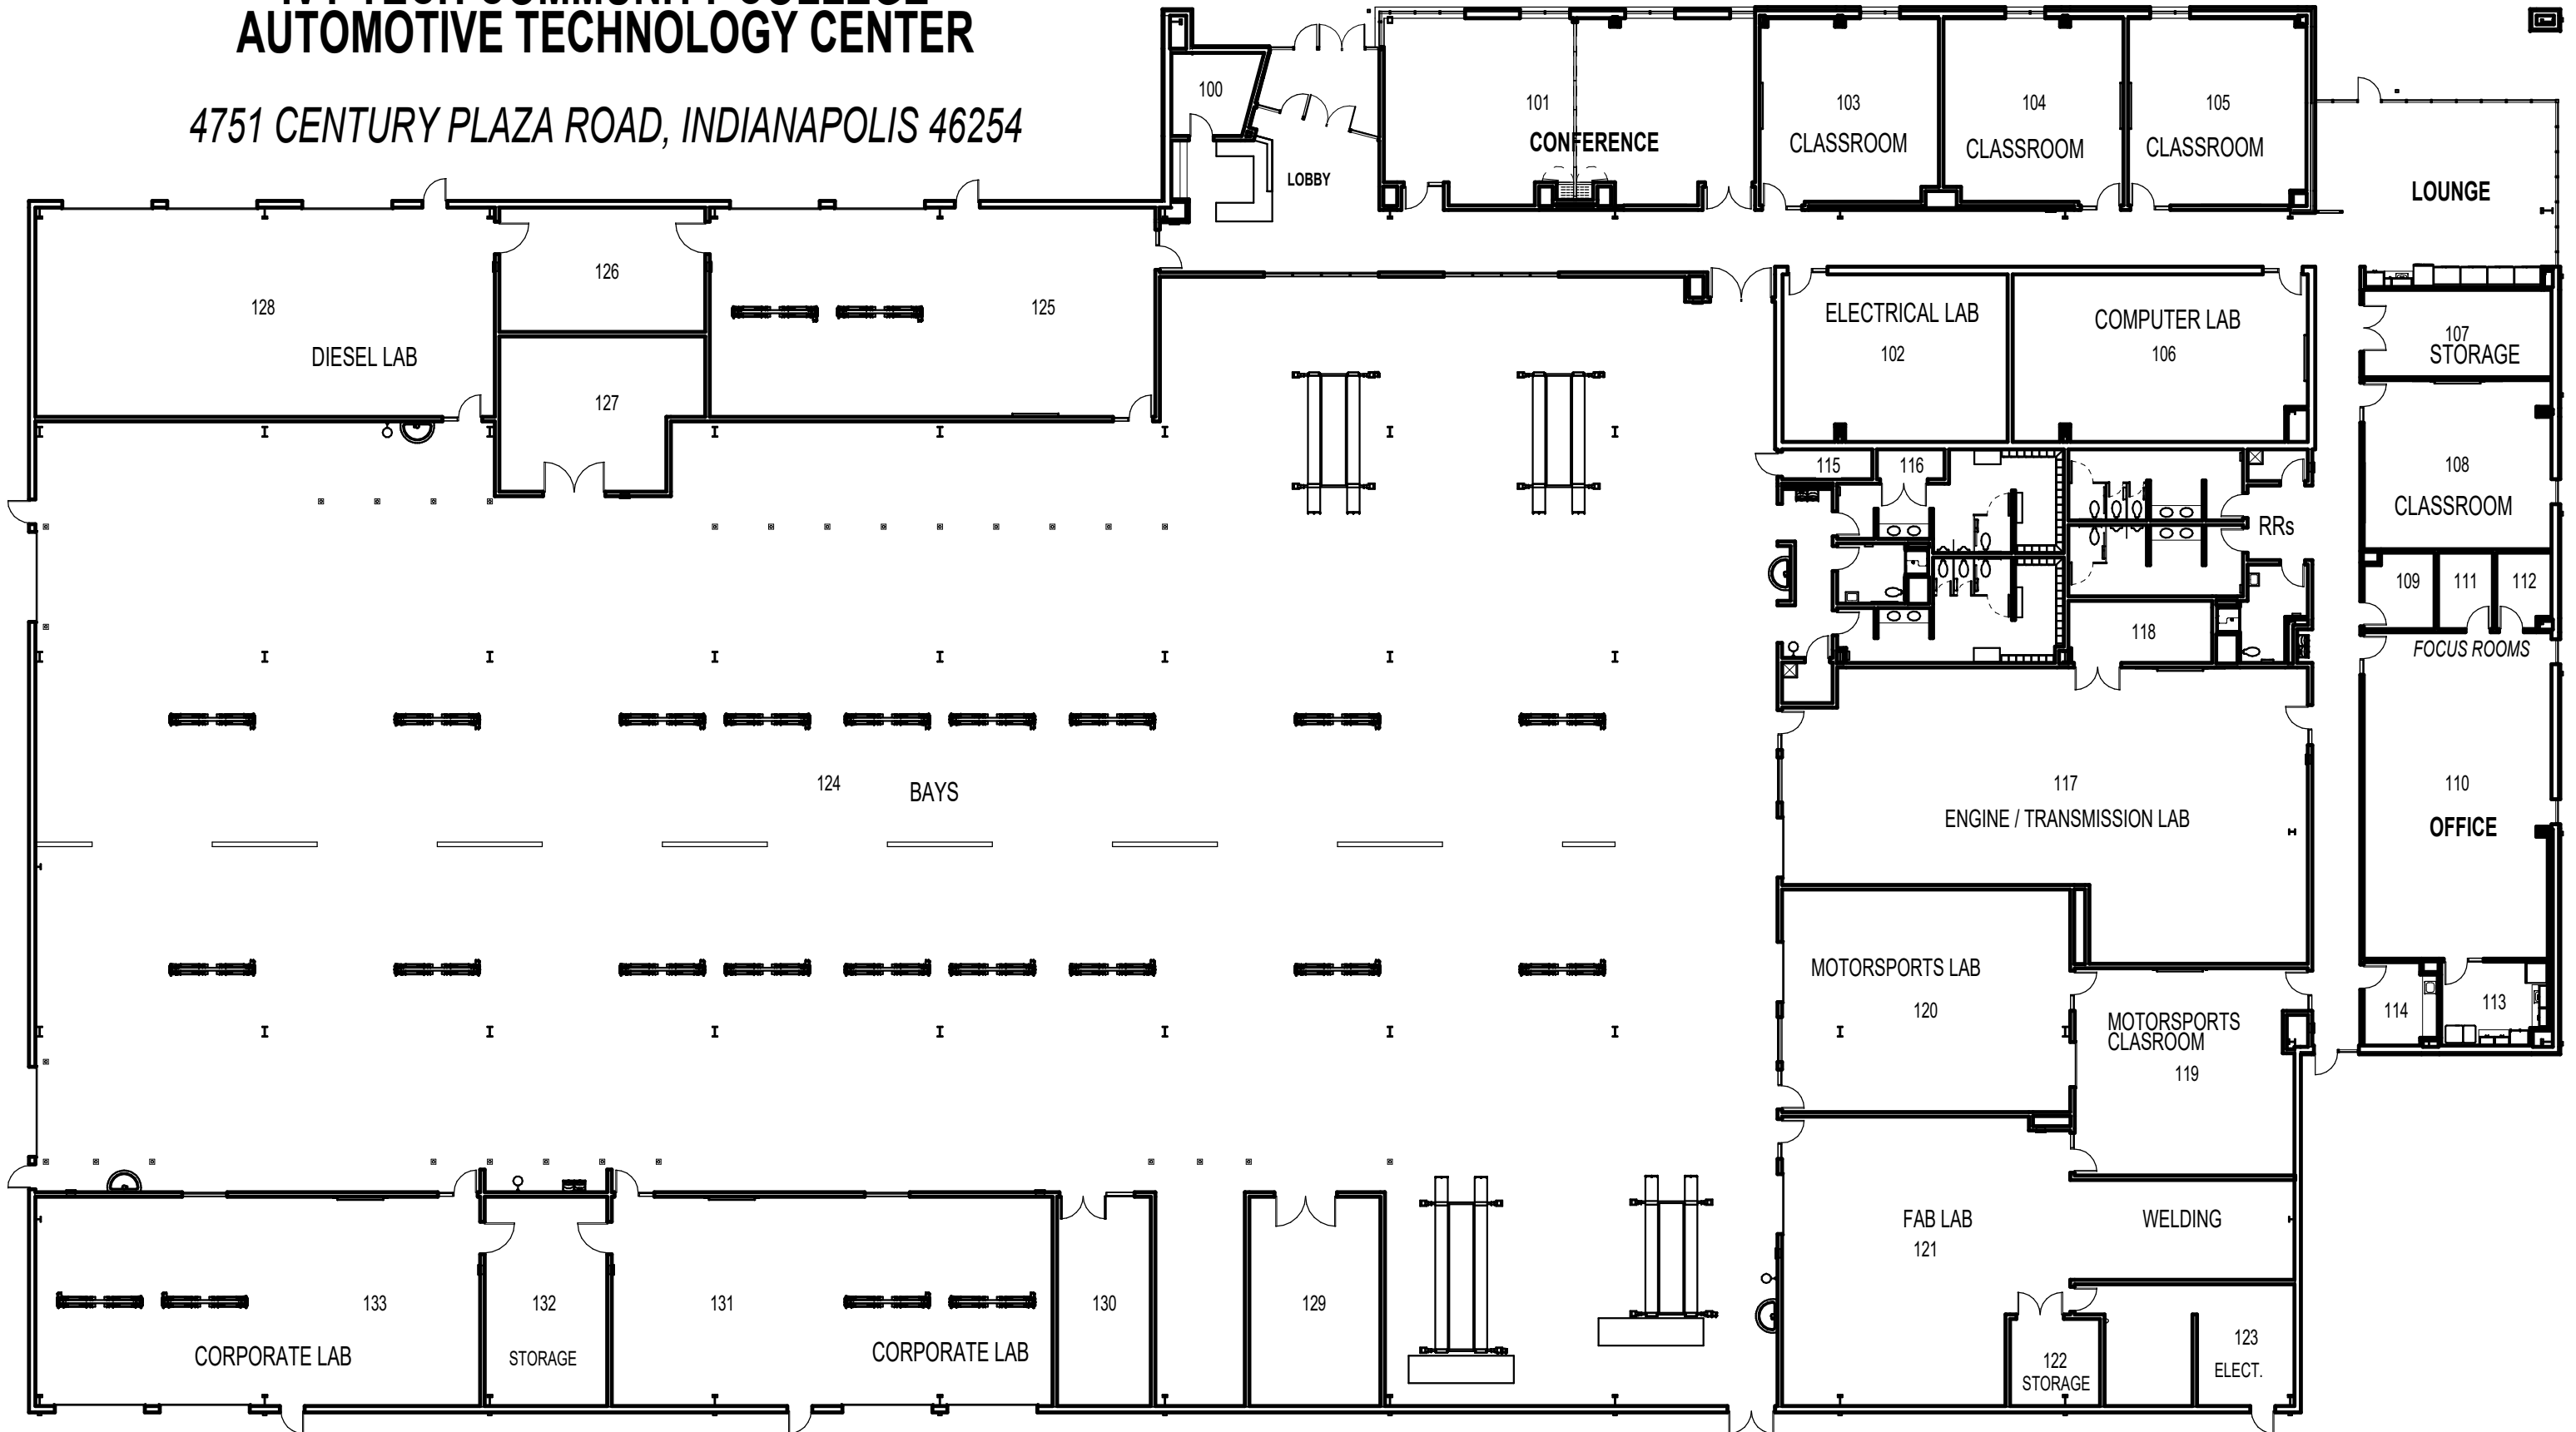 IVY TECH COMMUNITY COLLEGE
AUTOMOTIVE TECHNOLOGY CENTER
4751 CENTURY PLAZA ROAD, INDIANAPOLIS 46254
100
LOBBY
101
CONFERENCE
103
CLASSROOM
104
CLASSROOM
105
CLASSROOM
LOUNGE
128
DIESEL LAB
126
127
125
ELECTRICAL LAB
102
COMPUTER LAB
106
107
STORAGE
108
CLASSROOM
115
116
RRs
109
111
112
FOCUS ROOMS
118
124
BAYS
117
ENGINE / TRANSMISSION LAB
110
OFFICE
MOTORSPORTS LAB
120
MOTORSPORTS
CLASROOM
119
114
113
FAB LAB
121
WELDING
133
CORPORATE LAB
132
STORAGE
131
CORPORATE LAB
130
129
122
STORAGE
123
ELECT.